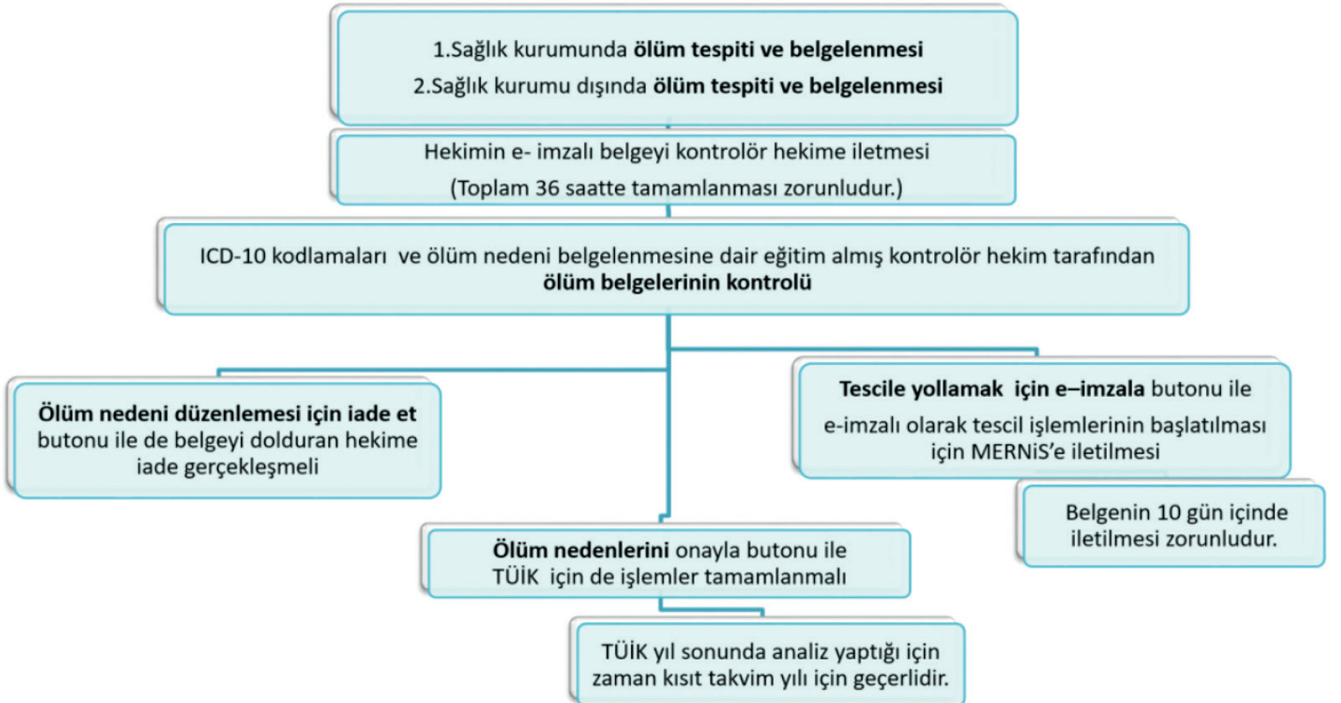 1.Sağlık kurumunda ölüm tespiti ve belgelenmesi
2.Sağlık kurumu dışında ölüm tespiti ve belgelenmesi
Hekimin e- imzalı belgeyi kontrolör hekime iletmesi
(Toplam 36 saatte tamamlanması zorunludur.)
ICD-10 kodlamaları ve ölüm nedeni belgelenmesine dair eğitim almış kontrolör hekim tarafından
ölüm belgelerinin kontrolü
Ölüm nedeni düzenlemesi için iade et
butonu ile de belgeyi dolduran hekime
iade gerçekleşmeli
Tescile yollamak için e–imzala butonu ile
e-imzalı olarak tescil işlemlerinin başlatılması
için MERNiS’e iletilmesi
Belgenin 10 gün içinde
iletilmesi zorunludur.
Ölüm nedenlerini onayla butonu ile
TÜİK için de işlemler tamamlanmalı
TÜİK yıl sonunda analiz yaptığı için
zaman kısıt takvim yılı için geçerlidir.